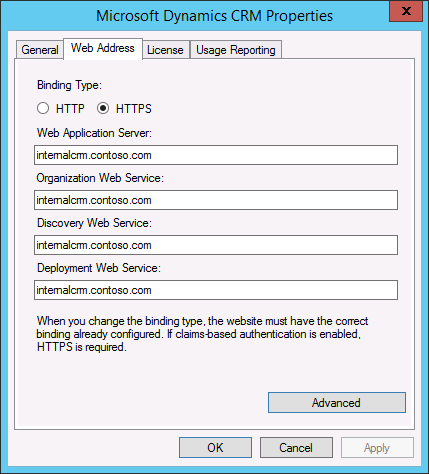 Microsoft Dynamics CRM Properties
x
General Web Address License Usage Reporting
Binding Type:
HTTP HTTPS
Web Application Server:
internalcrm.contoso.com
Organization Web Service:
internalcrm.contoso.com
Discovery Web Service:
internalcrm.contoso.com
Deployment Web Service:
internalcrm.contoso.com
When you change the binding type, the website must have the correct
binding already configured. If claims-based authentication is enabled,
HTTPS is required.
Advanced
OK Cancel Apply